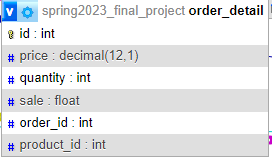 v spring2023_final_project order_detail
id : int
# price : decimal(12,1)
# quantity : int
# sale : float
# order_id : int
# product_id : int